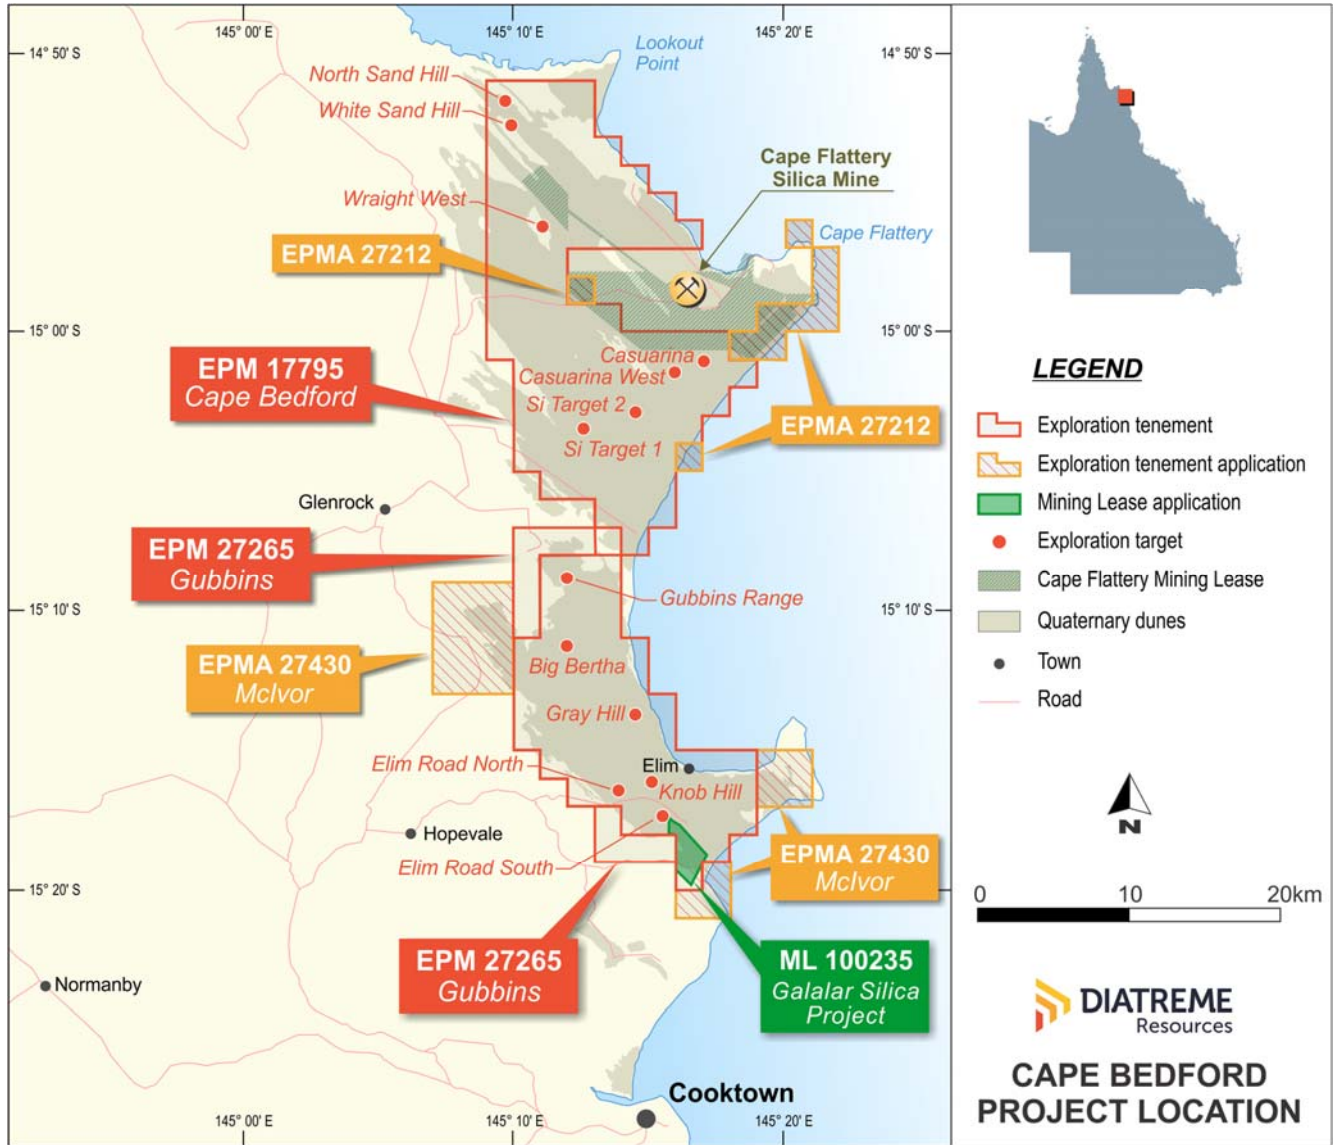 145° 00' E
145° 10' E
145° 20' E
14° 50' S
14° 50' S
Lookout
Point
North Sand Hill
White Sand Hill
Cape Flattery
Silica Mine
Wraight West
EPMA 27212
Cape Flattery
15° 00' S
15° 00' S
EPM 17795
Cape Bedford
Casuarina
Casuarina West
Si Target 2
Si Target 1
EPMA 27212
Glenrock
EPM 27265
Gubbins
Gubbins Range
15° 10' S
15° 10' S
EPMA 27430
McIvor
Big Bertha
Gray Hill
Elim Road North
Elim
Knob Hill
Hopevale
Elim Road South
EPMA 27430
McIvor
15° 20' S
EPM 27265
Gubbins
ML 100235
Galalar Silica
Project
Normanby
Cooktown
145° 00' E
145° 10' E
145° 20' E
LEGEND
Exploration tenement
Exploration tenement application
Mining Lease application
Exploration target
Cape Flattery Mining Lease
Quaternary dunes
Town
Road
N
0 10 20km
DIATREME
Resources
CAPE BEDFORD
PROJECT LOCATION